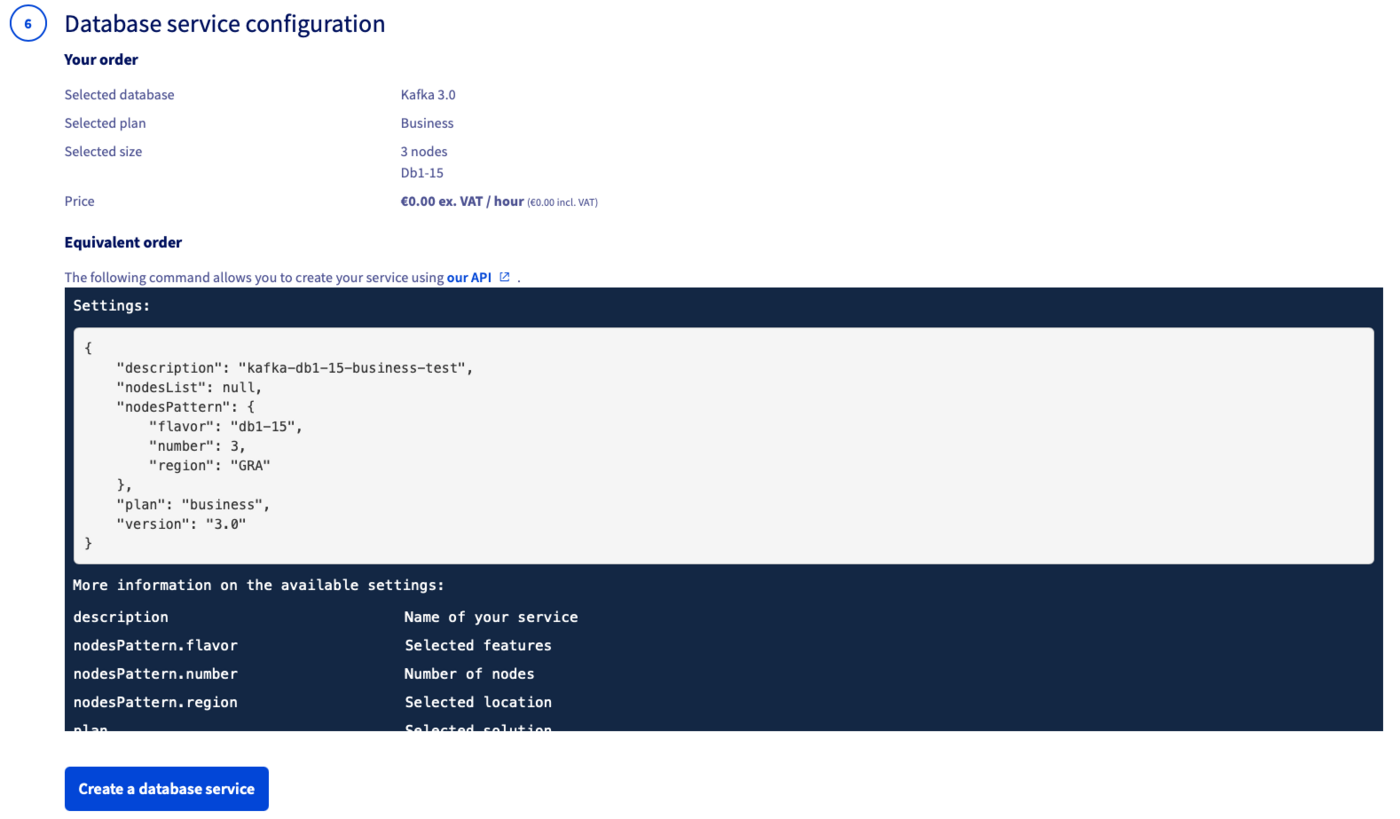 6
Database service configuration
Your order
Selected database Kafka 3.0
Selected plan Business
Selected size 3 nodes
Db1-15
Price €0.00 ex. VAT / hour (€0.00 incl. VAT)
Equivalent order
The following command allows you to create your service using our API .
Settings:
{
    "description": "kafka-db1-15-business-test",
    "nodesList": null,
    "nodesPattern": {
        "flavor": "db1-15",
        "number": 3,
        "region": "GRA"
    },
    "plan": "business",
    "version": "3.0"
}
More information on the available settings:
description Name of your service
nodesPattern.flavor Selected features
nodesPattern.number Number of nodes
nodesPattern.region Selected location
plan Selected solution
Create a database service